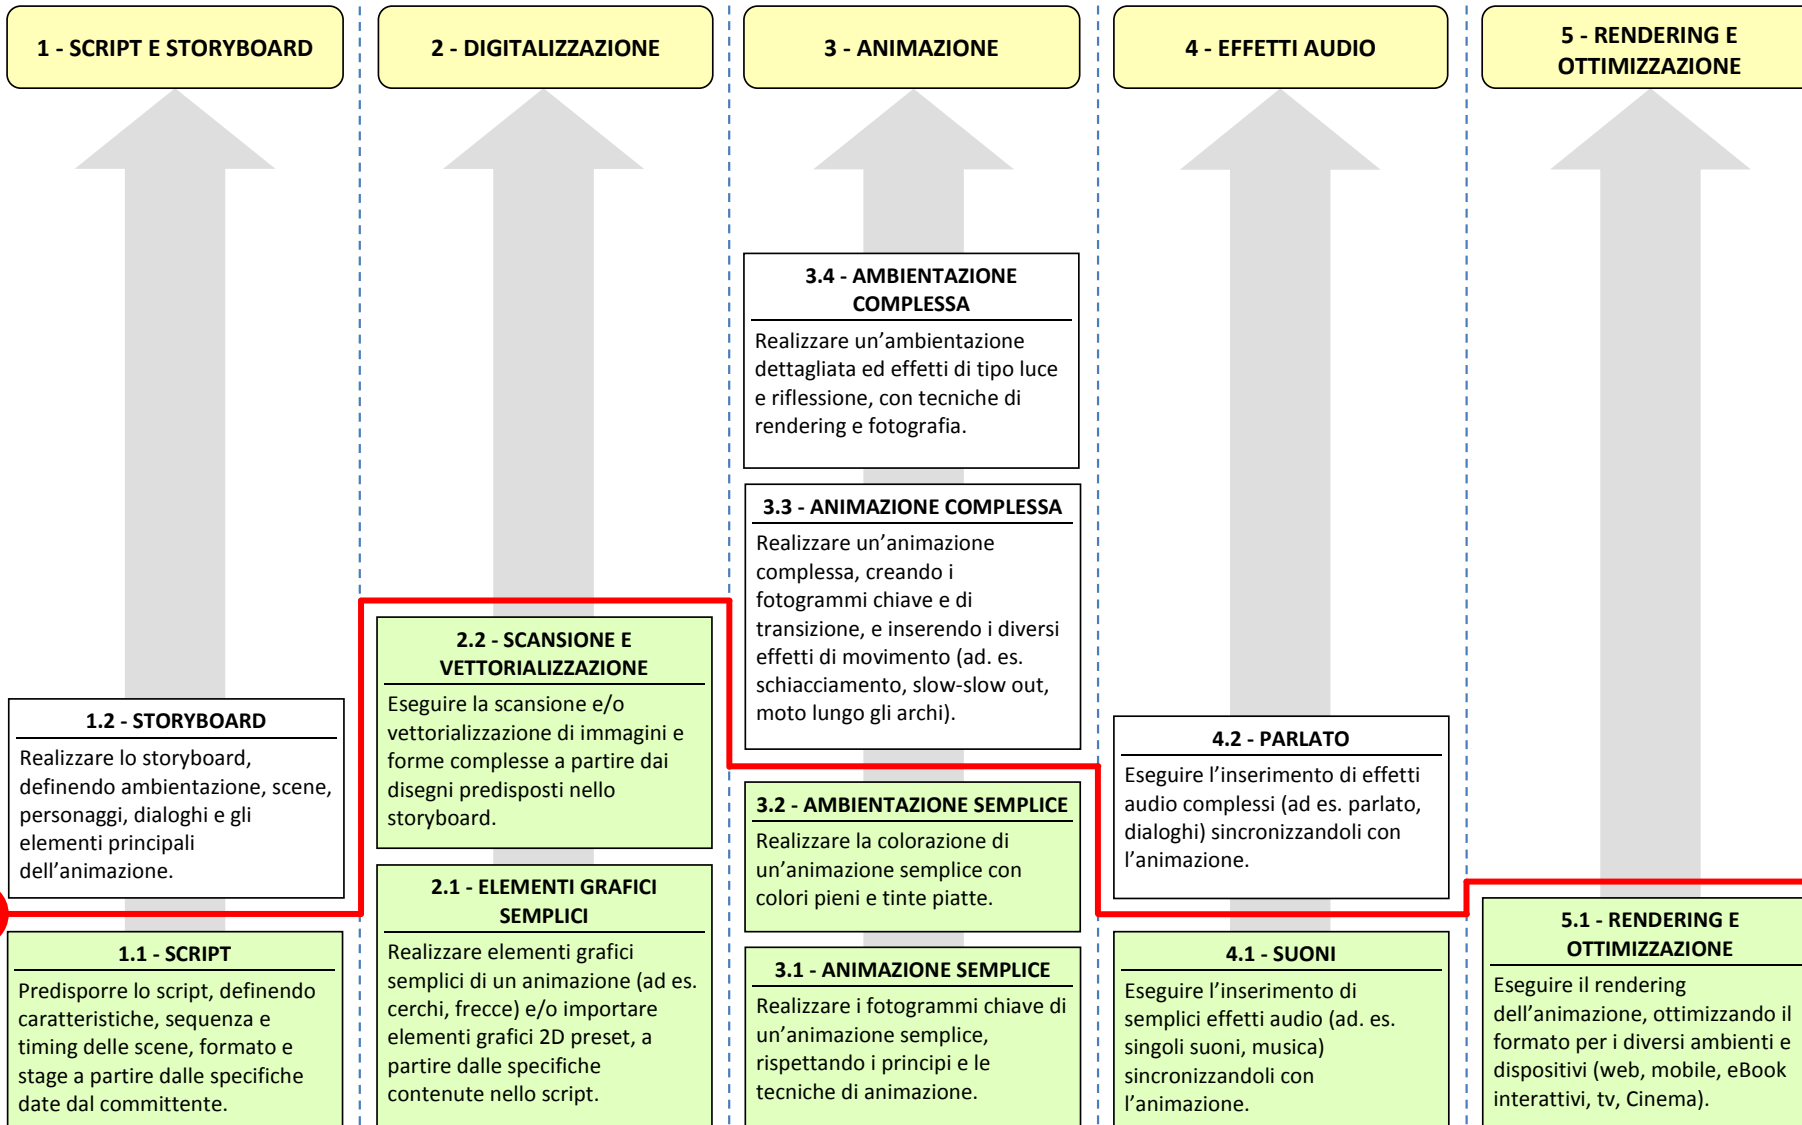 1 - SCRIPT E STORYBOARD
2 - DIGITALIZZAZIONE
3 - ANIMAZIONE
4 - EFFETTI AUDIO
5 - RENDERING E
OTTIMIZZAZIONE
1.2 - STORYBOARD
Realizzare lo storyboard,
definendo ambientazione, scene,
personaggi, dialoghi e gli
elementi principali
dell’animazione.
1.1 - SCRIPT
Predisporre lo script, definendo
caratteristiche, sequenza e
timing delle scene, formato e
stage a partire dalle specifiche
date dal committente.
2.2 - SCANSIONE E
VETTORIALIZZAZIONE
Eseguire la scansione e/o
vettorializzazione di immagini e
forme complesse a partire dai
disegni predisposti nello
storyboard.
2.1 - ELEMENTI GRAFICI
SEMPLICI
Realizzare elementi grafici
semplici di un animazione (ad es.
cerchi, frecce) e/o importare
elementi grafici 2D preset, a
partire dalle specifiche
contenute nello script.
3.4 - AMBIENTAZIONE
COMPLESSA
Realizzare un’ambientazione
dettagliata ed effetti di tipo luce
e riflessione, con tecniche di
rendering e fotografia.
3.3 - ANIMAZIONE COMPLESSA
Realizzare un’animazione
complessa, creando i
fotogrammi chiave e di
transizione, e inserendo i diversi
effetti di movimento (ad. es.
schiacciamento, slow-slow out,
moto lungo gli archi).
3.2 - AMBIENTAZIONE SEMPLICE
Realizzare la colorazione di
un’animazione semplice con
colori pieni e tinte piatte.
3.1 - ANIMAZIONE SEMPLICE
Realizzare i fotogrammi chiave di
un’animazione semplice,
rispettando i principi e le
tecniche di animazione.
4.2 - PARLATO
Eseguire l’inserimento di effetti
audio complessi (ad es. parlato,
dialoghi) sincronizzandoli con
l’animazione.
4.1 - SUONI
Eseguire l’inserimento di
semplici effetti audio (ad. es.
singoli suoni, musica)
sincronizzandoli con
l’animazione.
5.1 - RENDERING E
OTTIMIZZAZIONE
Eseguire il rendering
dell’animazione, ottimizzando il
formato per i diversi ambienti e
dispositivi (web, mobile, eBook
interattivi, tv, Cinema).